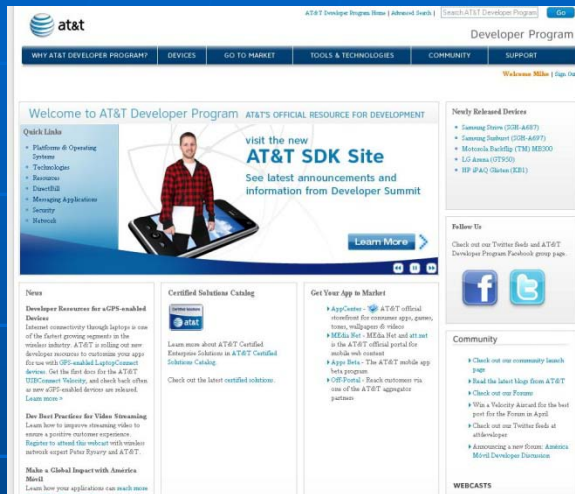 AT&T Developer Program Home | Advanced Search | Search AT&T Developer Program Go
at&t
Developer Program
WHY AT&T DEVELOPER PROGRAM? DEVICES GO TO MARKET TOOLS & TECHNOLOGIES COMMUNITY SUPPORT
Welcome Mike | Sign Out
Welcome to AT&T Developer Program AT&T'S OFFICIAL RESOURCE FOR DEVELOPMENT
Quick Links
Platforms & Operating
Systems
Technologies
Resources
DirectBill
Messaging Applications
Security
Network
visit the new
AT&T SDK Site
See latest announcements and
information from Developer Summit
Learn More
News
Developer Resources for aGPS-enabled
Devices
Internet connectivity through laptops is one
of the fastest growing segments in the
wireless industry. AT&T is rolling out new
developer resources to customize your apps
for use with GPS-enabled LaptopConnect
devices. Get the first docs for the AT&T
USBConnect Velocity, and check back often
as new aGPS-enabled devices are released.
Learn more >
Dev Best Practices for Video Streaming
Learn how to improve streaming video to
ensure a positive customer experience.
Register to attend this webcast with wireless
network expert Peter and AT&T.
Make a Global Impact with América
Móvil
Learn how your applications can reach more
Certified Solutions Catalog
at&t
Learn more about AT&T Certified
Enterprise Solutions in AT&T Certified
Solutions Catalog.
Check out the latest certified solutions.
Get Your App to Market
AppCenter - AT&T official
storefront for consumer apps, games,
tones, wallpapers & videos
MEdia Net - MEdia Net and att.net
is the AT&T official portal for
mobile web content
Apps Beta - The AT&T mobile app
beta program
Off-Portal - Reach customers via
one of the AT&T aggregator
partners
Newly Released Devices
Samsung Strive (SGH-A687)
Samsung Sunburst (SGH-A697)
Motorola Backflip (TM) MB300
LG Arena (GT950)
HP iPAQ Glisten (KB1)
Follow Us
Check out our Twitter feeds and AT&T
Developer Program Facebook group page.
f t
Community
Check out our community launch
page
Read the latest blogs from AT&T
Check out our Forums
Win a Velocity Aircard for the best
post for the Forum in April
Check out our Twitter feeds at
attdeveloper
Announcing a new forum: América
Móvil Developer Discussion
WEBCASTS